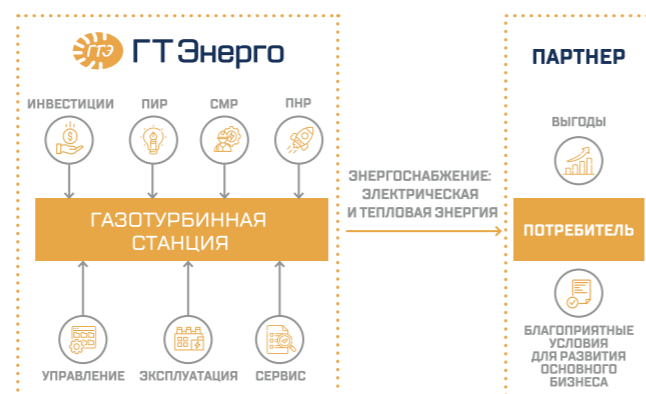 ГТЭ ГТ Энерго
ПАРТНЕР
ИНВЕСТИЦИИ ПИР СМР ПНР
ВЫГОДЫ
ЭНЕРГОСНАБЖЕНИЕ:
ЭЛЕКТРИЧЕСКАЯ
И ТЕПЛОВАЯ ЭНЕРГИЯ
ГАЗОТУРБИННАЯ
СТАНЦИЯ
ПОТРЕБИТЕЛЬ
УПРАВЛЕНИЕ ЭКСПЛУАТАЦИЯ СЕРВИС
БЛАГОПРИЯТНЫЕ
УСЛОВИЯ
ДЛЯ РАЗВИТИЯ
ОСНОВНОГО
БИЗНЕСА